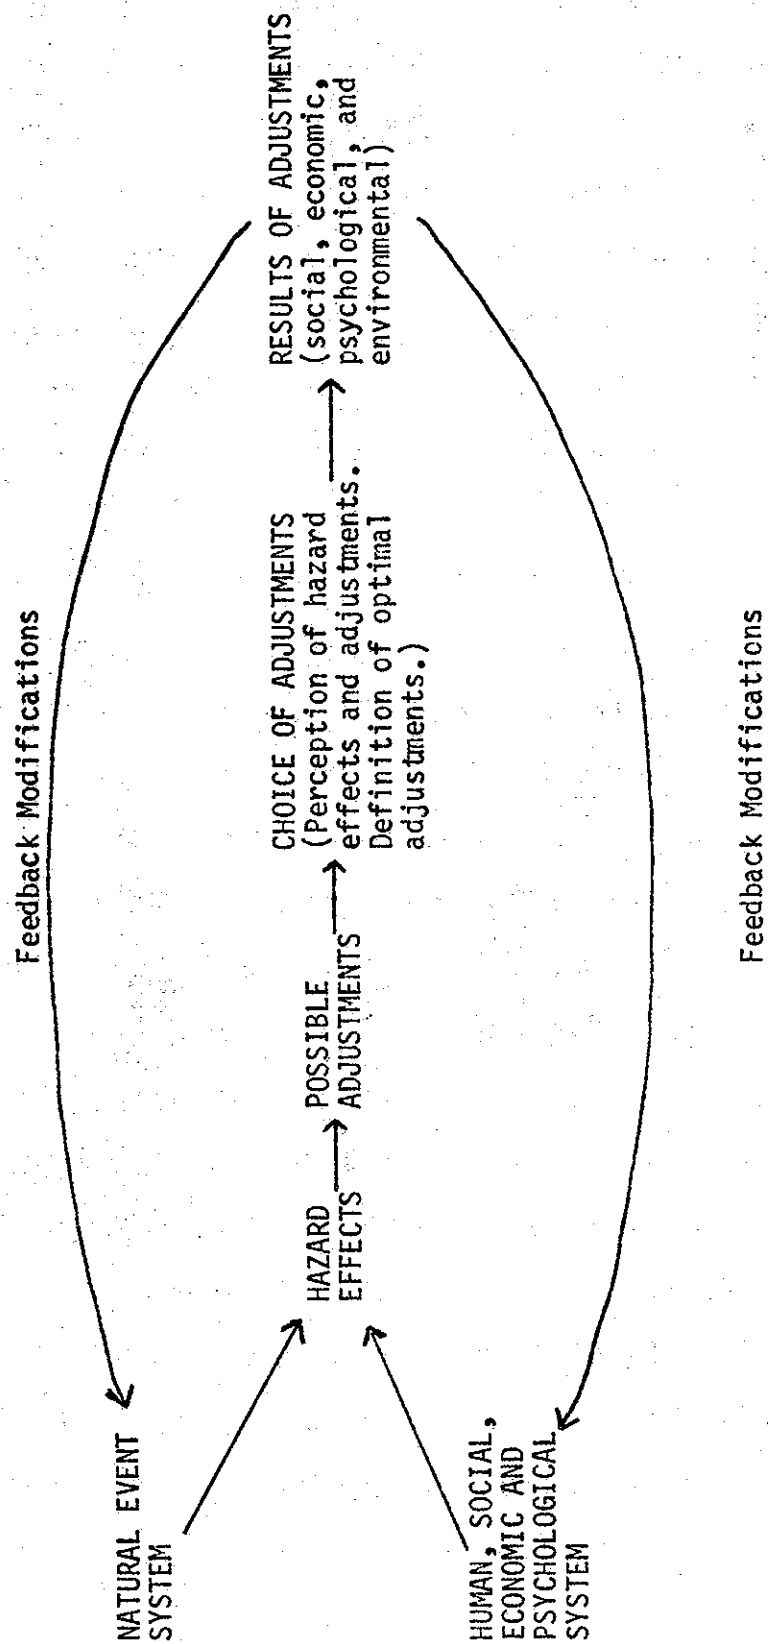 Feedback Modifications
NATURAL EVENT
SYSTEM
HUMAN, SOCIAL,
ECONOMIC AND
PSYCHOLOGICAL
SYSTEM
HAZARD
EFFECTS
POSSIBLE
ADJUSTMENTS
CHOICE OF ADJUSTMENTS
(Perception of hazard
effects and adjustments.
Definition of optimal
adjustments.)
RESULTS OF ADJUSTMENTS
(social, economic,
psychological, and
environmental)
Feedback Modifications